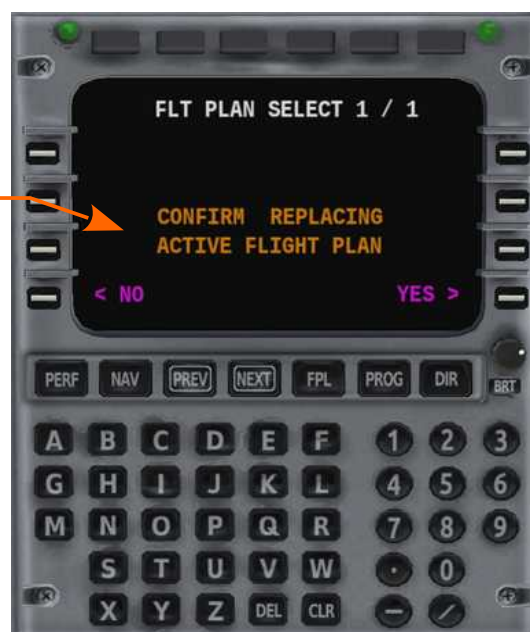 FLT PLAN SELECT 1 / 1
CONFIRM REPLACING
ACTIVE FLIGHT PLAN
< NO YES >
PERF NAV PREV NEXT FPL PROG DIR BRT
A B C D E F 1 2 3
G H I J K L 4 5 6
M N O P Q R 7 8 9
S T U V W · 0
X Y Z DEL CLR - /